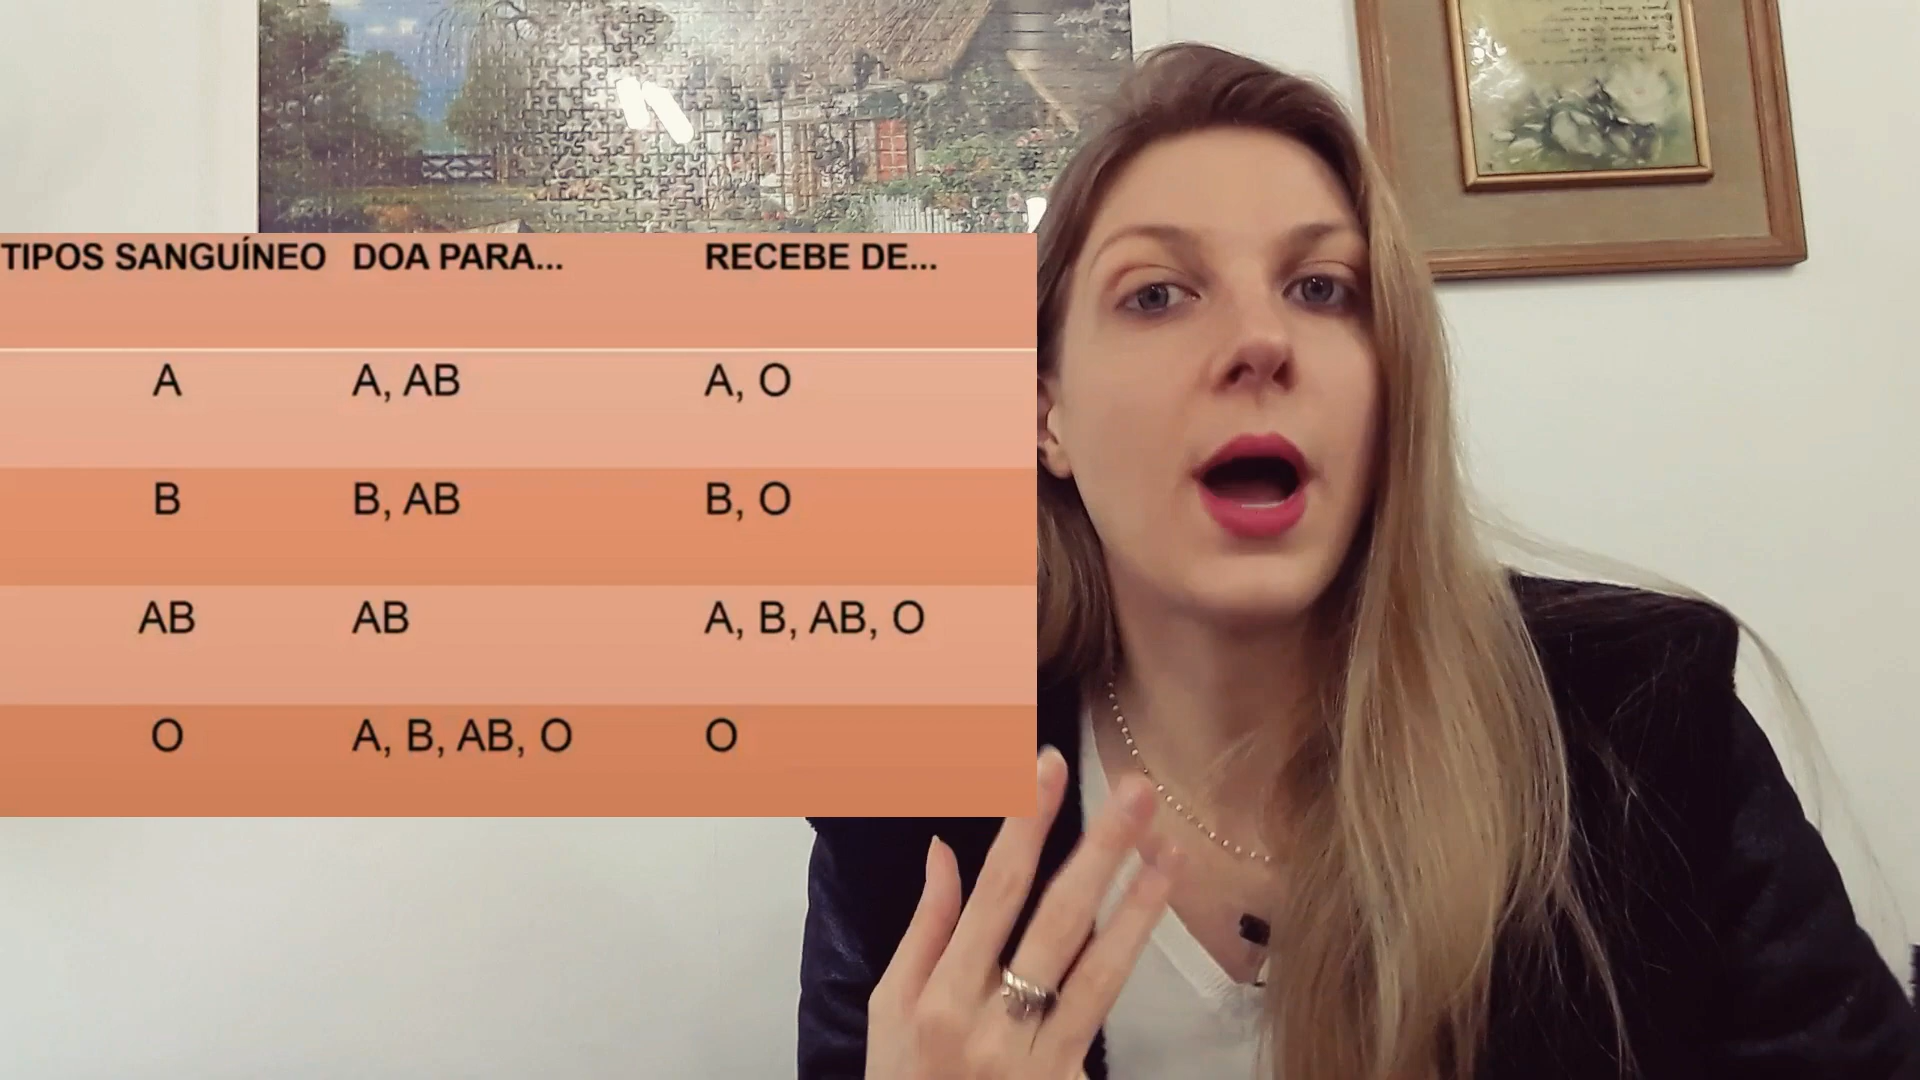 TIPOS SANGUÍNEO DOA PARA... RECEBE DE...
A A, AB A, O
B B, AB B, O
AB AB A, B, AB, O
O A, B, AB, O O